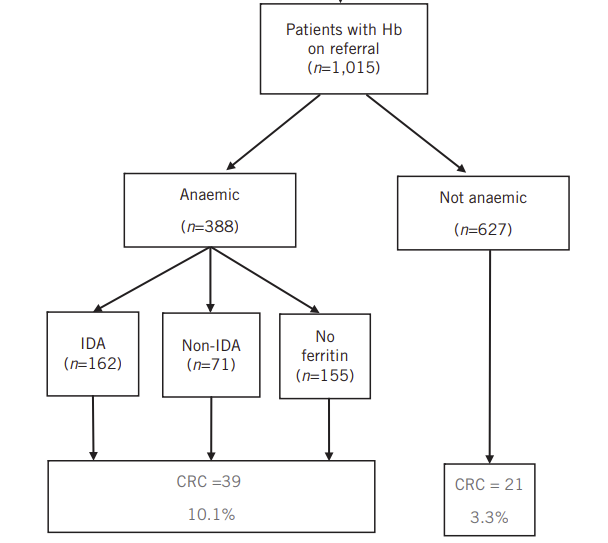 Patients with Hb
on referral
(n=1,015)
Anaemic
(n=388)
Not anaemic
(n=627)
IDA
(n=162)
Non-IDA
(n=71)
No
ferritin
(n=155)
CRC =39
10.1%
CRC = 21
3.3%